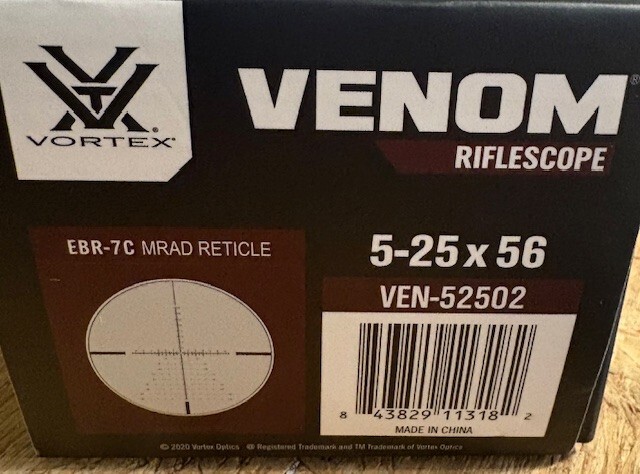 VORTEX®
VENOM®
RIFLESCOPE
EBR-7C MRAD RETICLE
5-25 x 56
VEN-52502
8 43829 11318 2
MADE IN CHINA
© 2020 Vortex Optics ® Registered Trademark and TM Trademark of Vortex Optics